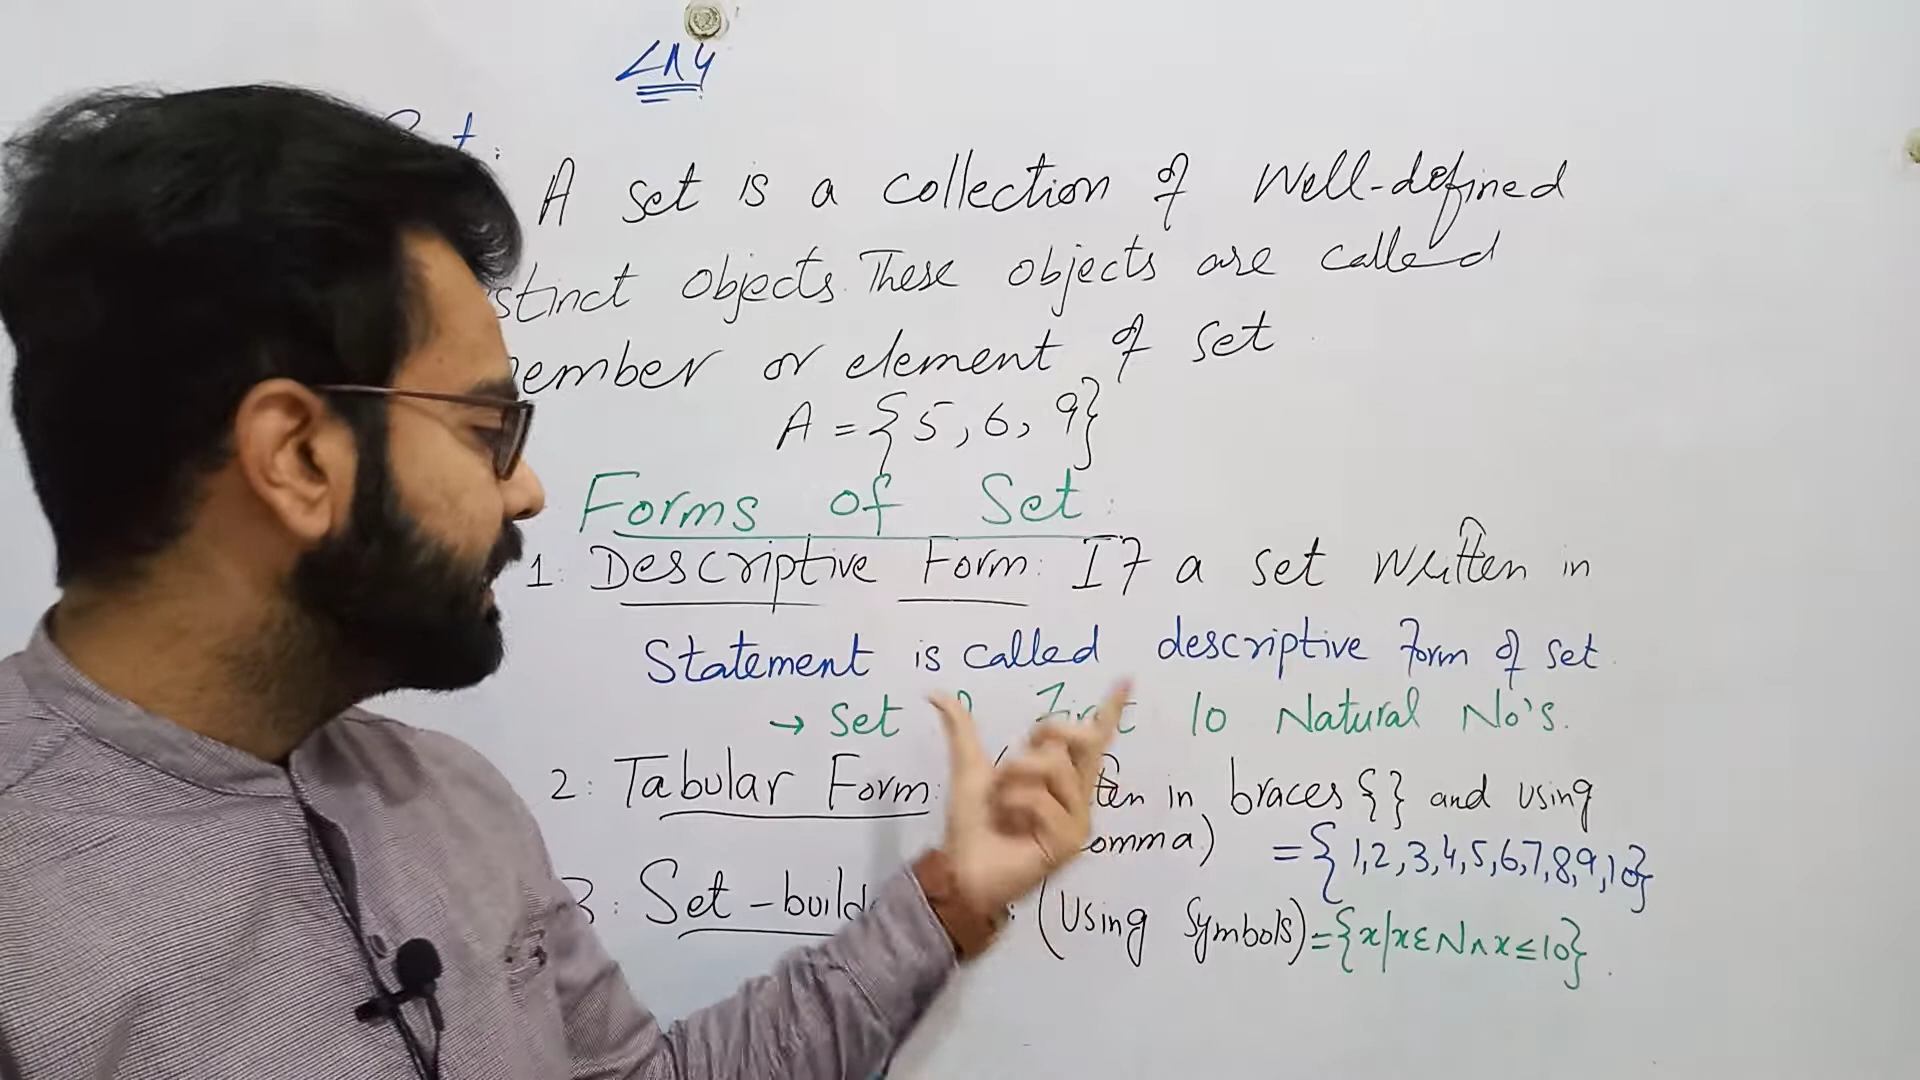 A set is a collection of Well-defined
stinct objects. These objects are called
ember or element of set
A = {5, 6, 9}
Forms of Set:
1: Descriptive Form: If a set written in
Statement is called descriptive form of set.
→ Set First 10 Natural No's.
2: Tabular Form: in braces { } and using
omma) = {1,2,3,4,5,6,7,8,9,10}
3: Set-build : (Using Symbols) = {x/x∈N∧x≤10}